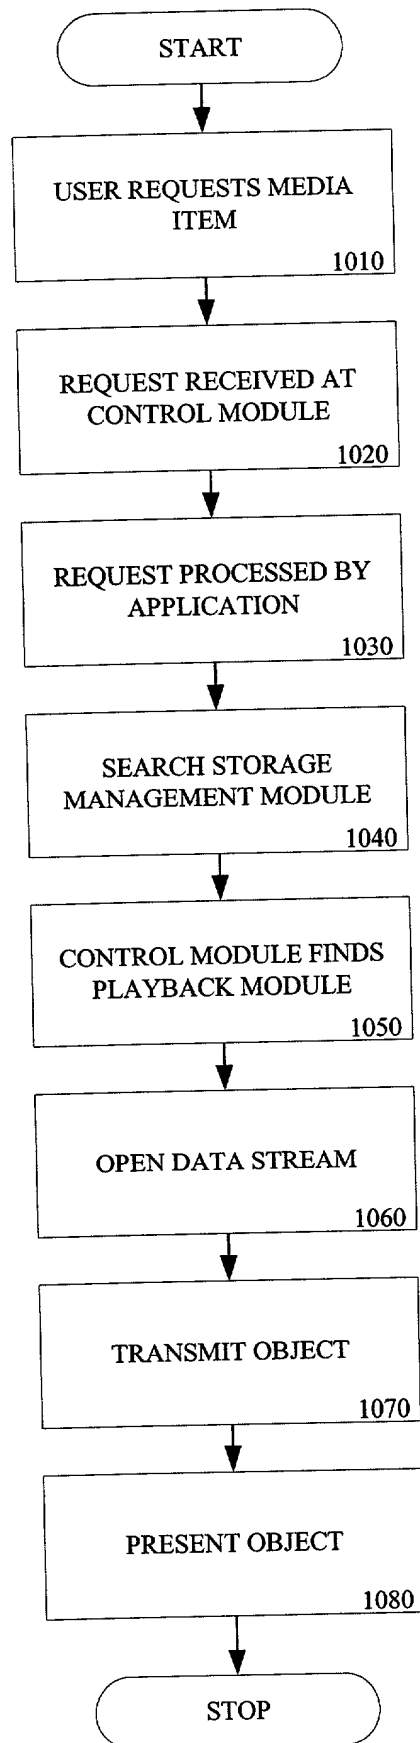 START
USER REQUESTS MEDIA
ITEM
1010
REQUEST RECEIVED AT
CONTROL MODULE
1020
REQUEST PROCESSED BY
APPLICATION
1030
SEARCH STORAGE
MANAGEMENT MODULE
1040
CONTROL MODULE FINDS
PLAYBACK MODULE
1050
OPEN DATA STREAM
1060
TRANSMIT OBJECT
1070
PRESENT OBJECT
1080
STOP